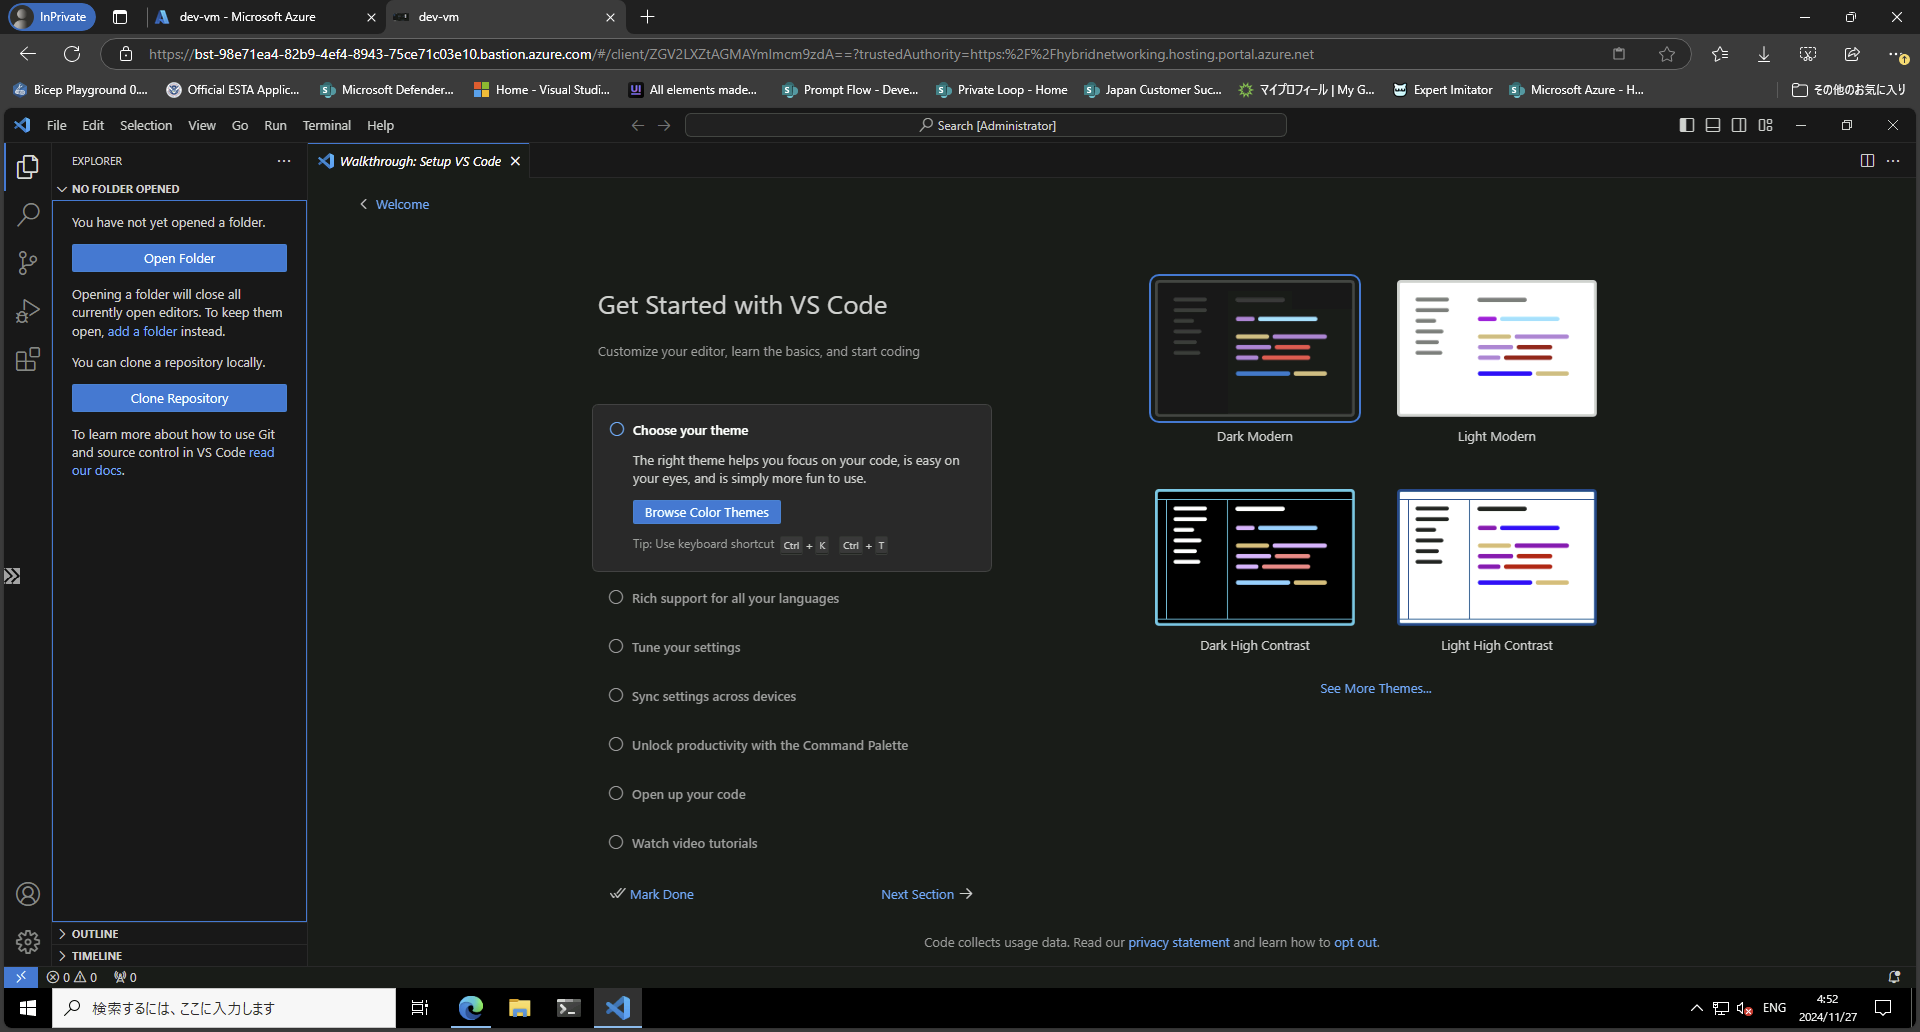 InPrivate
dev-vm - Microsoft Azure
dev-vm
https://bst-98e71ea4-82b9-4ef4-8943-75ce71c03e10.bastion.azure.com/#/client/ZGV2LXZtAGMAYmlmcm9zdA==?trustedAuthority=https:%2F%2Fhybridnetworking.hosting.portal.azure.net
Bicep Playground 0....
Official ESTA Applic...
Microsoft Defender...
Home - Visual Studi...
All elements made...
Prompt Flow - Deve...
Private Loop - Home
Japan Customer Suc...
マイプロフィール | My G...
Expert Imitator
Microsoft Azure - H...
その他のお気に入り
File Edit Selection View Go Run Terminal Help
Search [Administrator]
EXPLORER
Walkthrough: Setup VS Code
NO FOLDER OPENED
You have not yet opened a folder.
Open Folder
Opening a folder will close all
currently open editors. To keep them
open, add a folder instead.
You can clone a repository locally.
Clone Repository
To learn more about how to use Git
and source control in VS Code read
our docs.
OUTLINE
TIMELINE
Welcome
Get Started with VS Code
Customize your editor, learn the basics, and start coding
Choose your theme
The right theme helps you focus on your code, is easy on
your eyes, and is simply more fun to use.
Browse Color Themes
Tip: Use keyboard shortcut Ctrl + K Ctrl + T
Rich support for all your languages
Tune your settings
Sync settings across devices
Unlock productivity with the Command Palette
Open up your code
Watch video tutorials
Mark Done
Next Section
Dark Modern
Light Modern
Dark High Contrast
Light High Contrast
See More Themes...
Code collects usage data. Read our privacy statement and learn how to opt out.
0 0 0
検索するには、ここに入力します
ENG
4:52
2024/11/27